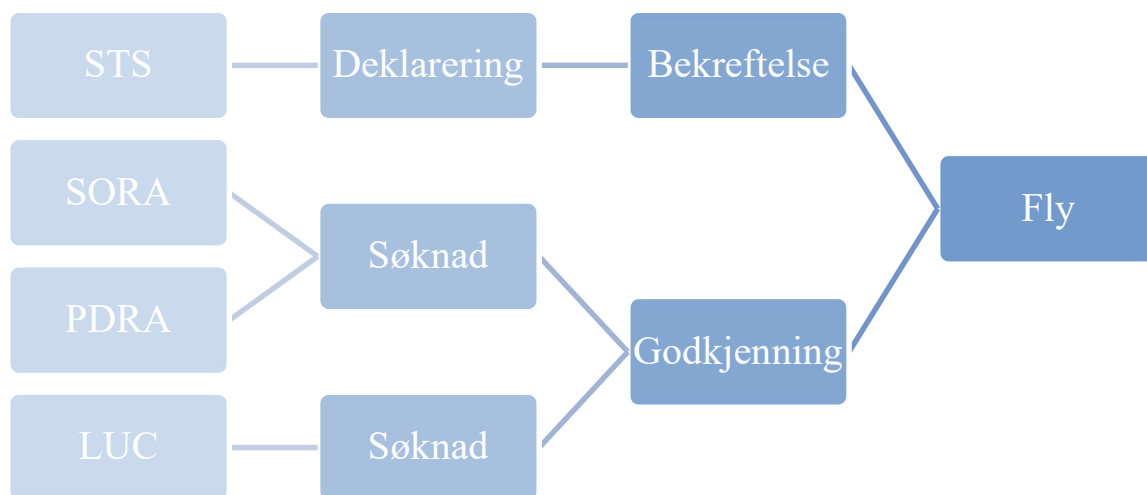 STS
Deklarering
Bekreftelse
SORA
PDRA
Søknad
Fly
Godkjenning
LUC
Søknad